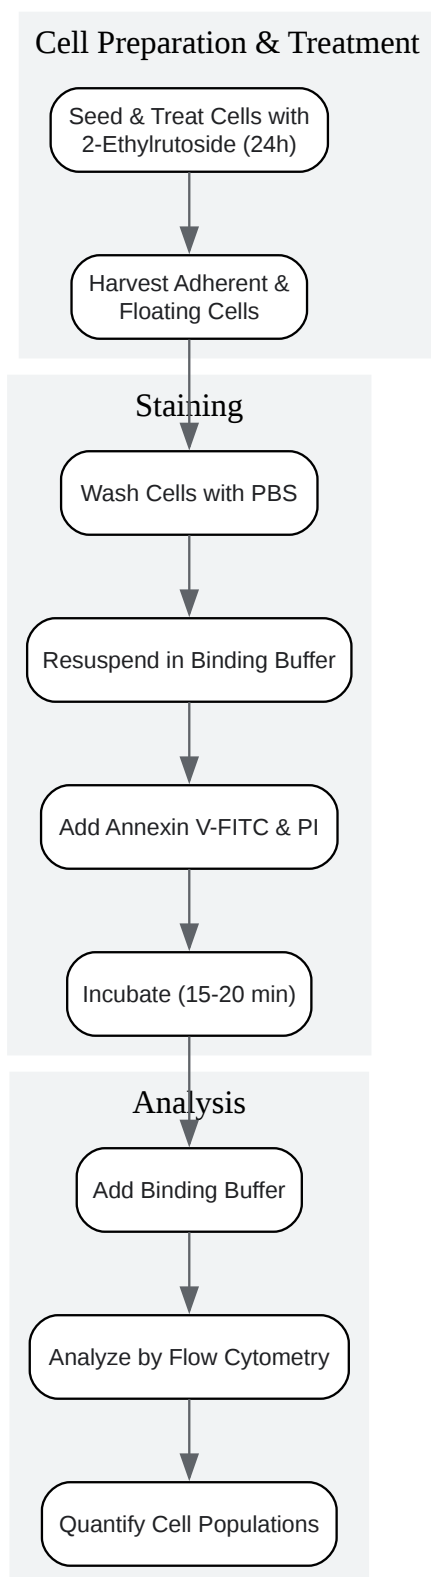 Cell Preparation & Treatment
Seed & Treat Cells with
2-Ethylrutoside (24h)
Harvest Adherent &
Floating Cells
Staining
Wash Cells with PBS
Resuspend in Binding Buffer
Add Annexin V-FITC & PI
Incubate (15-20 min)
Analysis
Add Binding Buffer
Analyze by Flow Cytometry
Quantify Cell Populations